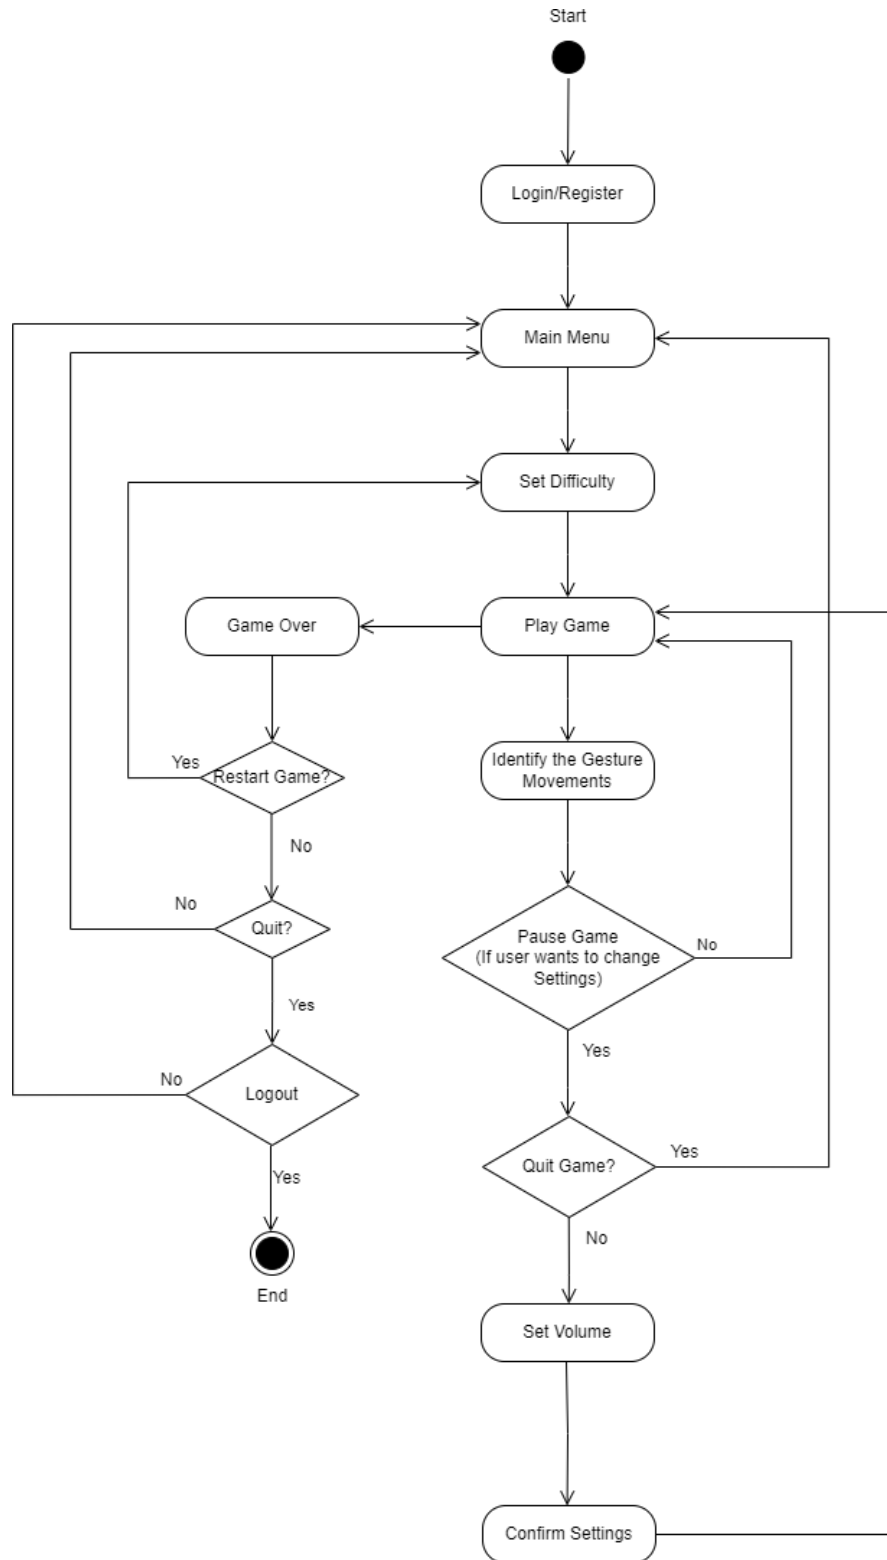 Start
Login/Register
Main Menu
Set Difficulty
Game Over
Play Game
Identify the Gesture
Movements
Yes
Restart Game?
No
No
Quit?
Pause Game
(If user wants to change
Settings)
No
Yes
Yes
No
Logout
Yes
Quit Game?
Yes
No
End
Set Volume
Confirm Settings